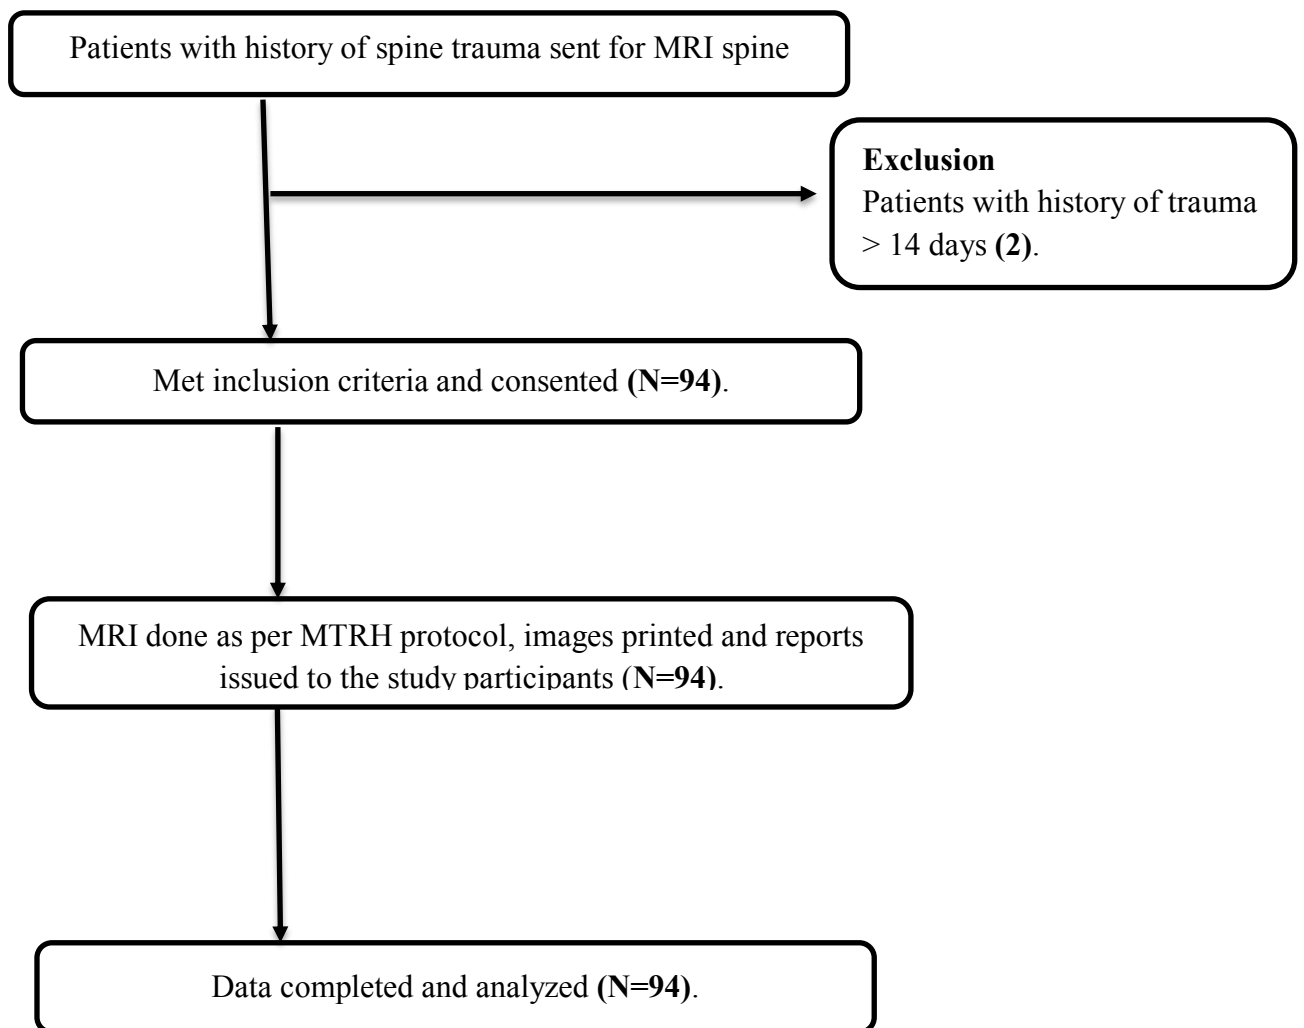 Patients with history of spine trauma sent for MRI spine
Exclusion
Patients with history of trauma
> 14 days (2).
Met inclusion criteria and consented (N=94).
MRI done as per MTRH protocol, images printed and reports
issued to the study participants (N=94).
Data completed and analyzed (N=94).